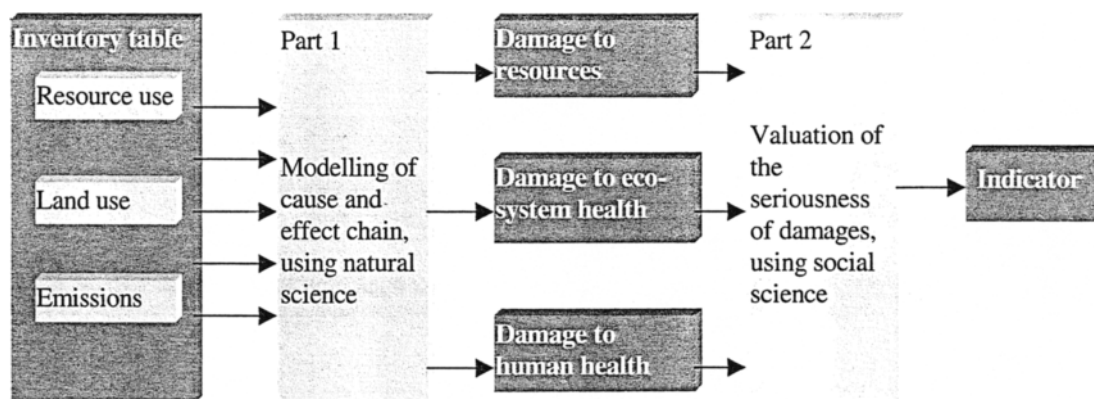 Inventory table
Resource use
Land use
Emissions
Part 1
Modelling of
cause and
effect chain,
using natural
science
Damage to
resources
Damage to eco-
system health
Damage to
human health
Part 2
Valuation of
the
seriousness
of damages,
using social
science
Indicator